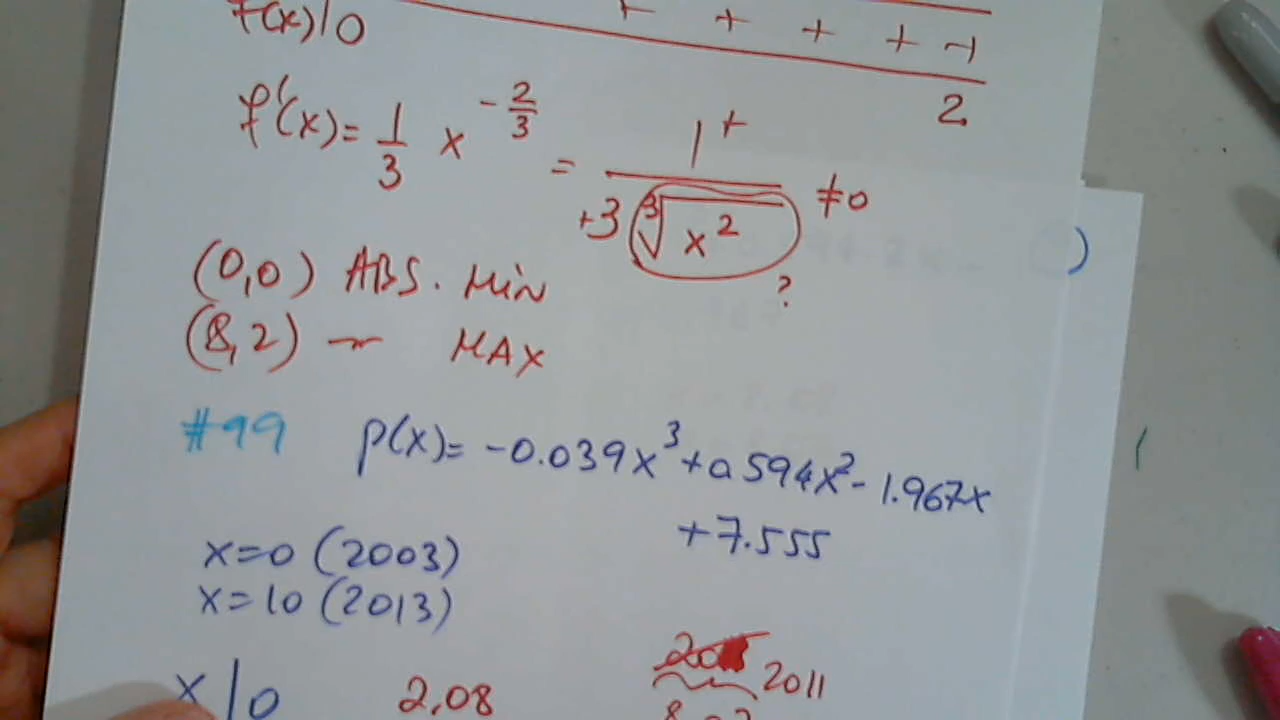 f(x) | 0 + + + + →
2
f'(x) = 1/3 x^(-2/3) = 1⁺ / +3 ∛(x²) ≠ 0
?
(0,0) ABS. MIN
(8,2) ~ MAX
#99 p(x) = -0.039x³ + 0.594x² - 1.967x
+ 7.555
x=0 (2003)
x=10 (2013)
2011
x | 0 2.08